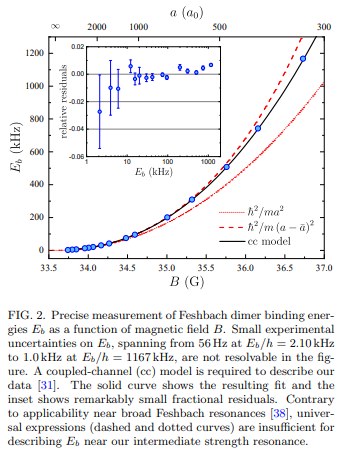 a (a₀)
∞ 2000 1000 500 300
1200
1000
800
600
400
200
0
E_b (kHz)
0.02
0.00
-0.02
-0.04
-0.06
relative residuals
1 10 100 1000
E_b (kHz)
ħ²/ma²
ħ²/m (a − ā)²
cc model
33.5 34.0 34.5 35.0 35.5 36.0 36.5 37.0
B (G)
FIG. 2. Precise measurement of Feshbach dimer binding ener-
gies E_b as a function of magnetic field B. Small experimental
uncertainties on E_b, spanning from 56 Hz at E_b/h = 2.10 kHz
to 1.0 kHz at E_b/h = 1167 kHz, are not resolvable in the fig-
ure. A coupled-channel (cc) model is required to describe our
data [31]. The solid curve shows the resulting fit and the
inset shows remarkably small fractional residuals. Contrary
to applicability near broad Feshbach resonances [38], univer-
sal expressions (dashed and dotted curves) are insufficient for
describing E_b near our intermediate strength resonance.